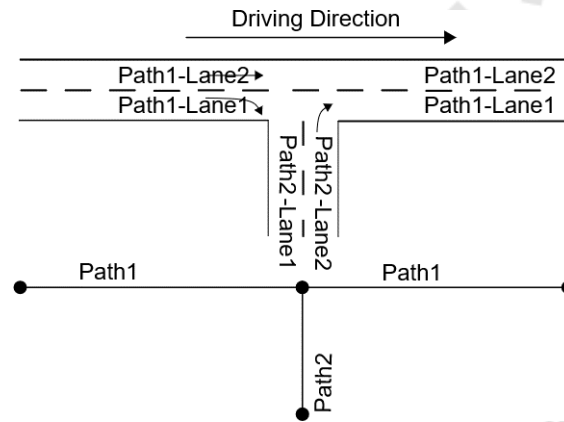 Driving Direction
Path1-Lane2
Path1-Lane2
Path1-Lane1
Path1-Lane1
Path2-Lane1
Path2-Lane2
Path1
Path1
Path2